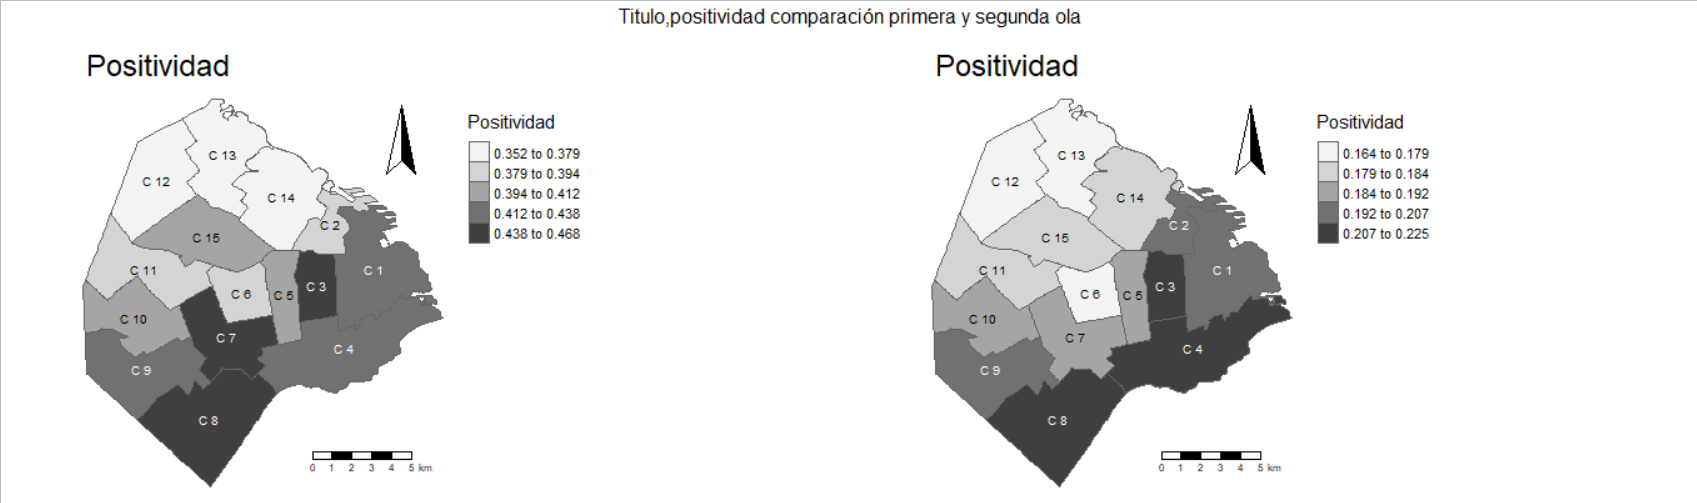 Titulo,positividad comparación primera y segunda ola
Positividad
Positividad
0.352 to 0.379
0.379 to 0.394
0.394 to 0.412
0.412 to 0.438
0.438 to 0.468
C 13
C 12
C 14
C 2
C 15
C 11
C 1
C 6
C 5
C 3
C 10
C 7
C 4
C 9
C 8
0 1 2 3 4 5 km
Positividad
Positividad
0.164 to 0.179
0.179 to 0.184
0.184 to 0.192
0.192 to 0.207
0.207 to 0.225
C 13
C 12
C 14
C 2
C 15
C 11
C 1
C 6
C 5
C 3
C 10
C 7
C 4
C 9
C 8
0 1 2 3 4 5 km